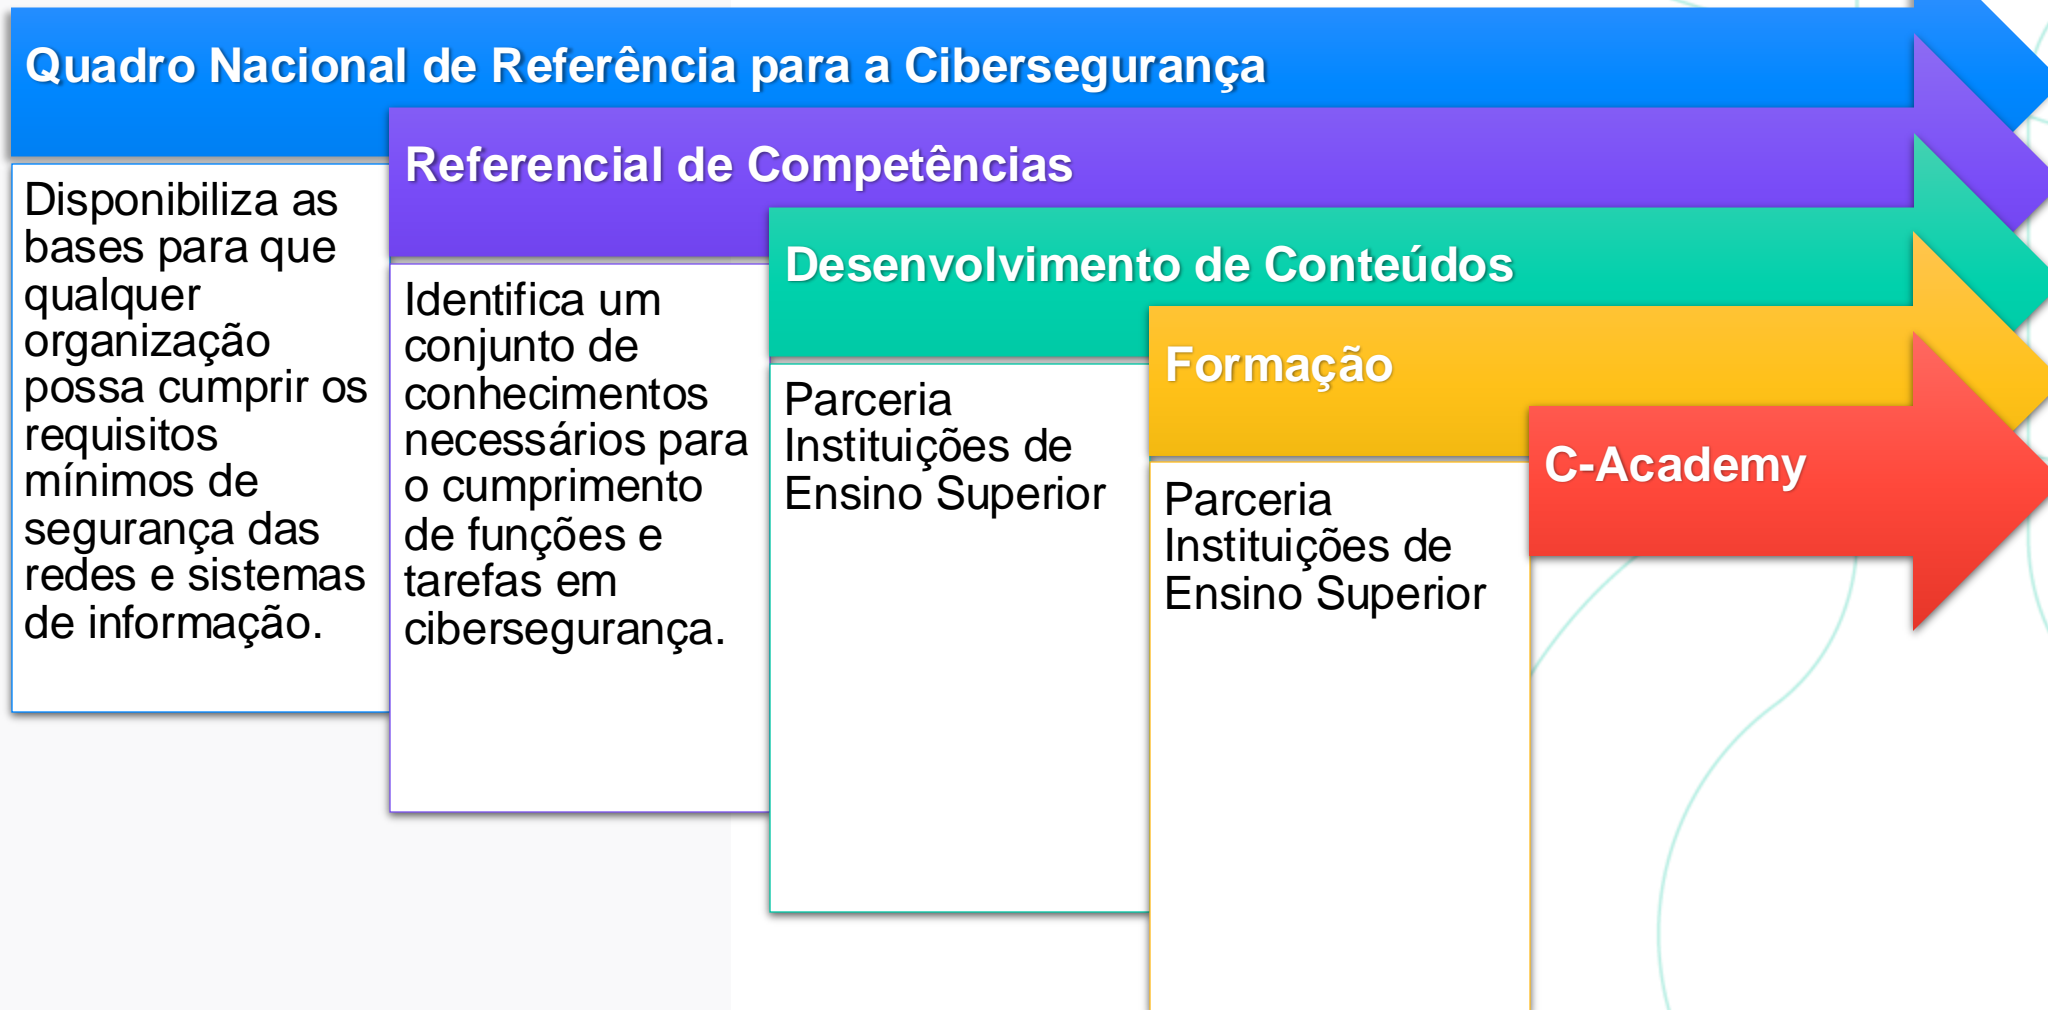 Quadro Nacional de Referência para a Cibersegurança
Disponibiliza as
bases para que
qualquer
organização
possa cumprir os
requisitos
mínimos de
segurança das
redes e sistemas
de informação.
Referencial de Competências
Identifica um
conjunto de
conhecimentos
necessários para
o cumprimento
de funções e
tarefas em
cibersegurança.
Desenvolvimento de Conteúdos
Parceria
Instituições de
Ensino Superior
Formação
Parceria
Instituições de
Ensino Superior
C-Academy